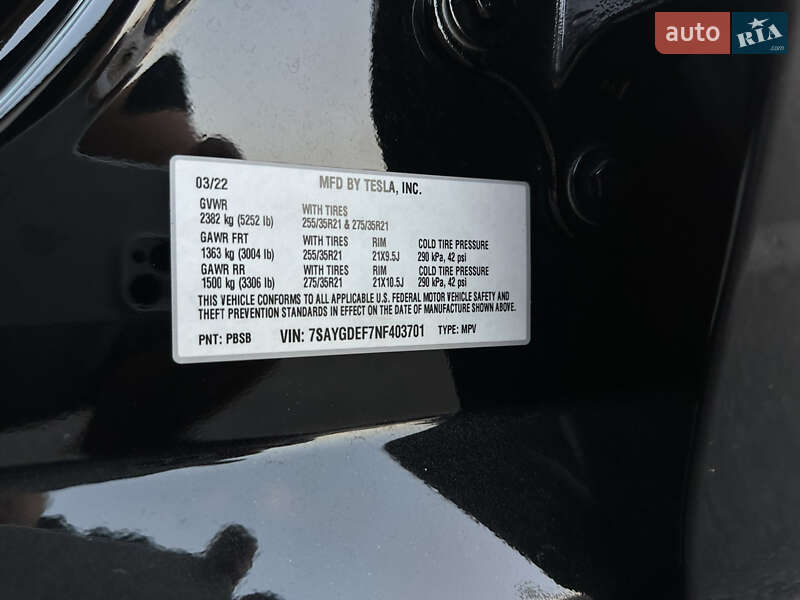 auto RIA .com
03/22 MFD BY TESLA, INC.
GVWR WITH TIRES
2382 kg (5252 lb) 255/35R21 & 275/35R21
GAWR FRT WITH TIRES RIM COLD TIRE PRESSURE
1363 kg (3004 lb) 255/35R21 21X9.5J 290 kPa, 42 psi
GAWR RR WITH TIRES RIM COLD TIRE PRESSURE
1500 kg (3306 lb) 275/35R21 21X10.5J 290 kPa, 42 psi
THIS VEHICLE CONFORMS TO ALL APPLICABLE U.S. FEDERAL MOTOR VEHICLE SAFETY AND
THEFT PREVENTION STANDARDS IN EFFECT ON THE DATE OF MANUFACTURE SHOWN ABOVE.
PNT: PBSB VIN: 7SAYGDEF7NF403701 TYPE: MPV